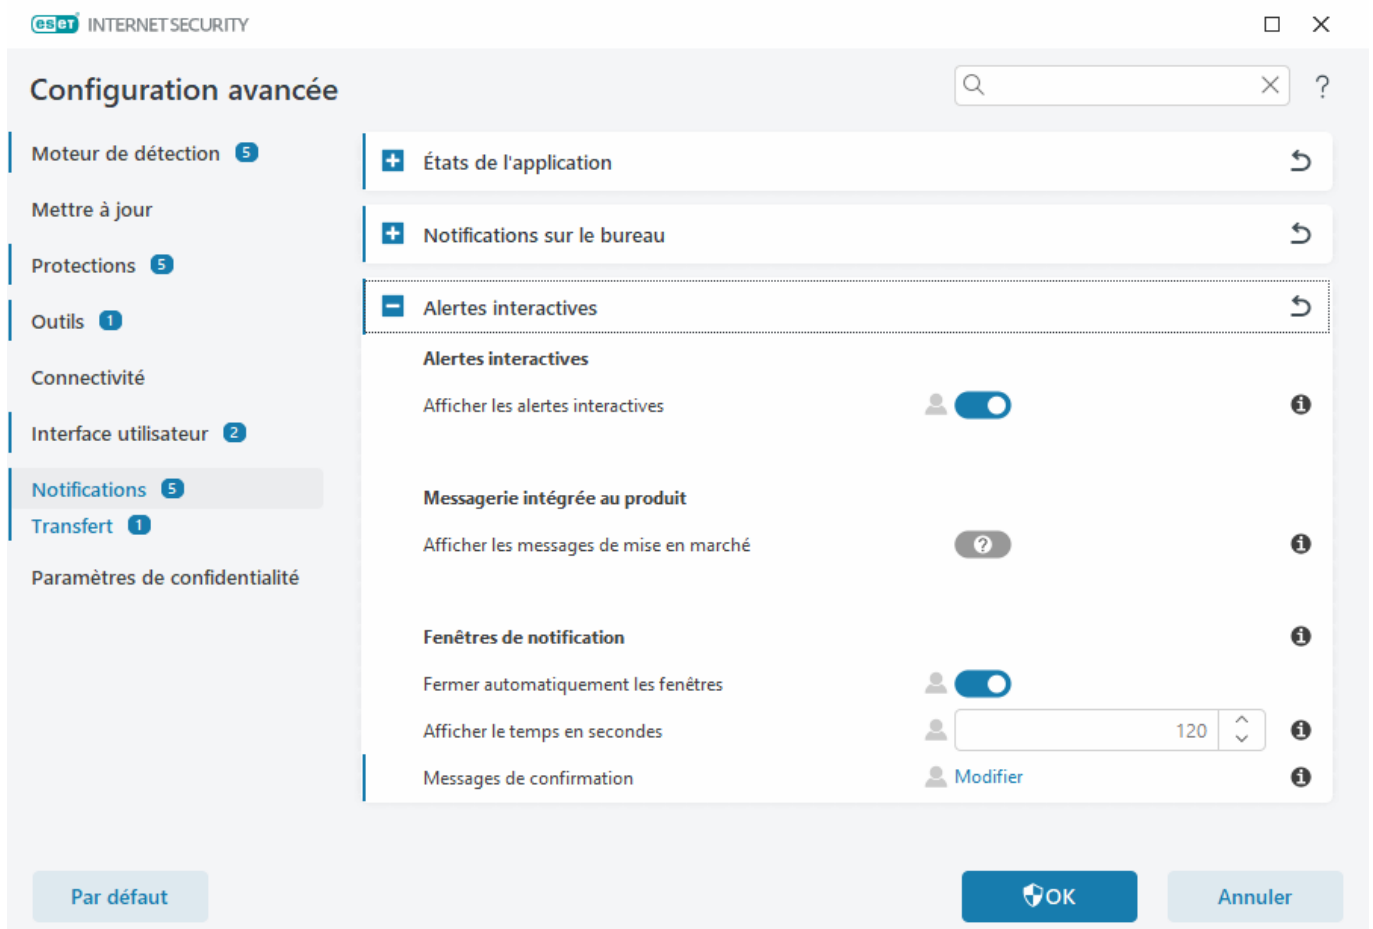 eset INTERNET SECURITY
Configuration avancée
?
Moteur de détection 5
Mettre à jour
Protections 5
Outils 1
Connectivité
Interface utilisateur 2
Notifications 5
Transfert 1
Paramètres de confidentialité
États de l'application
Notifications sur le bureau
Alertes interactives
Alertes interactives
Afficher les alertes interactives
Messagerie intégrée au produit
Afficher les messages de mise en marché ?
Fenêtres de notification
Fermer automatiquement les fenêtres
Afficher le temps en secondes 120
Messages de confirmation Modifier
Par défaut OK Annuler